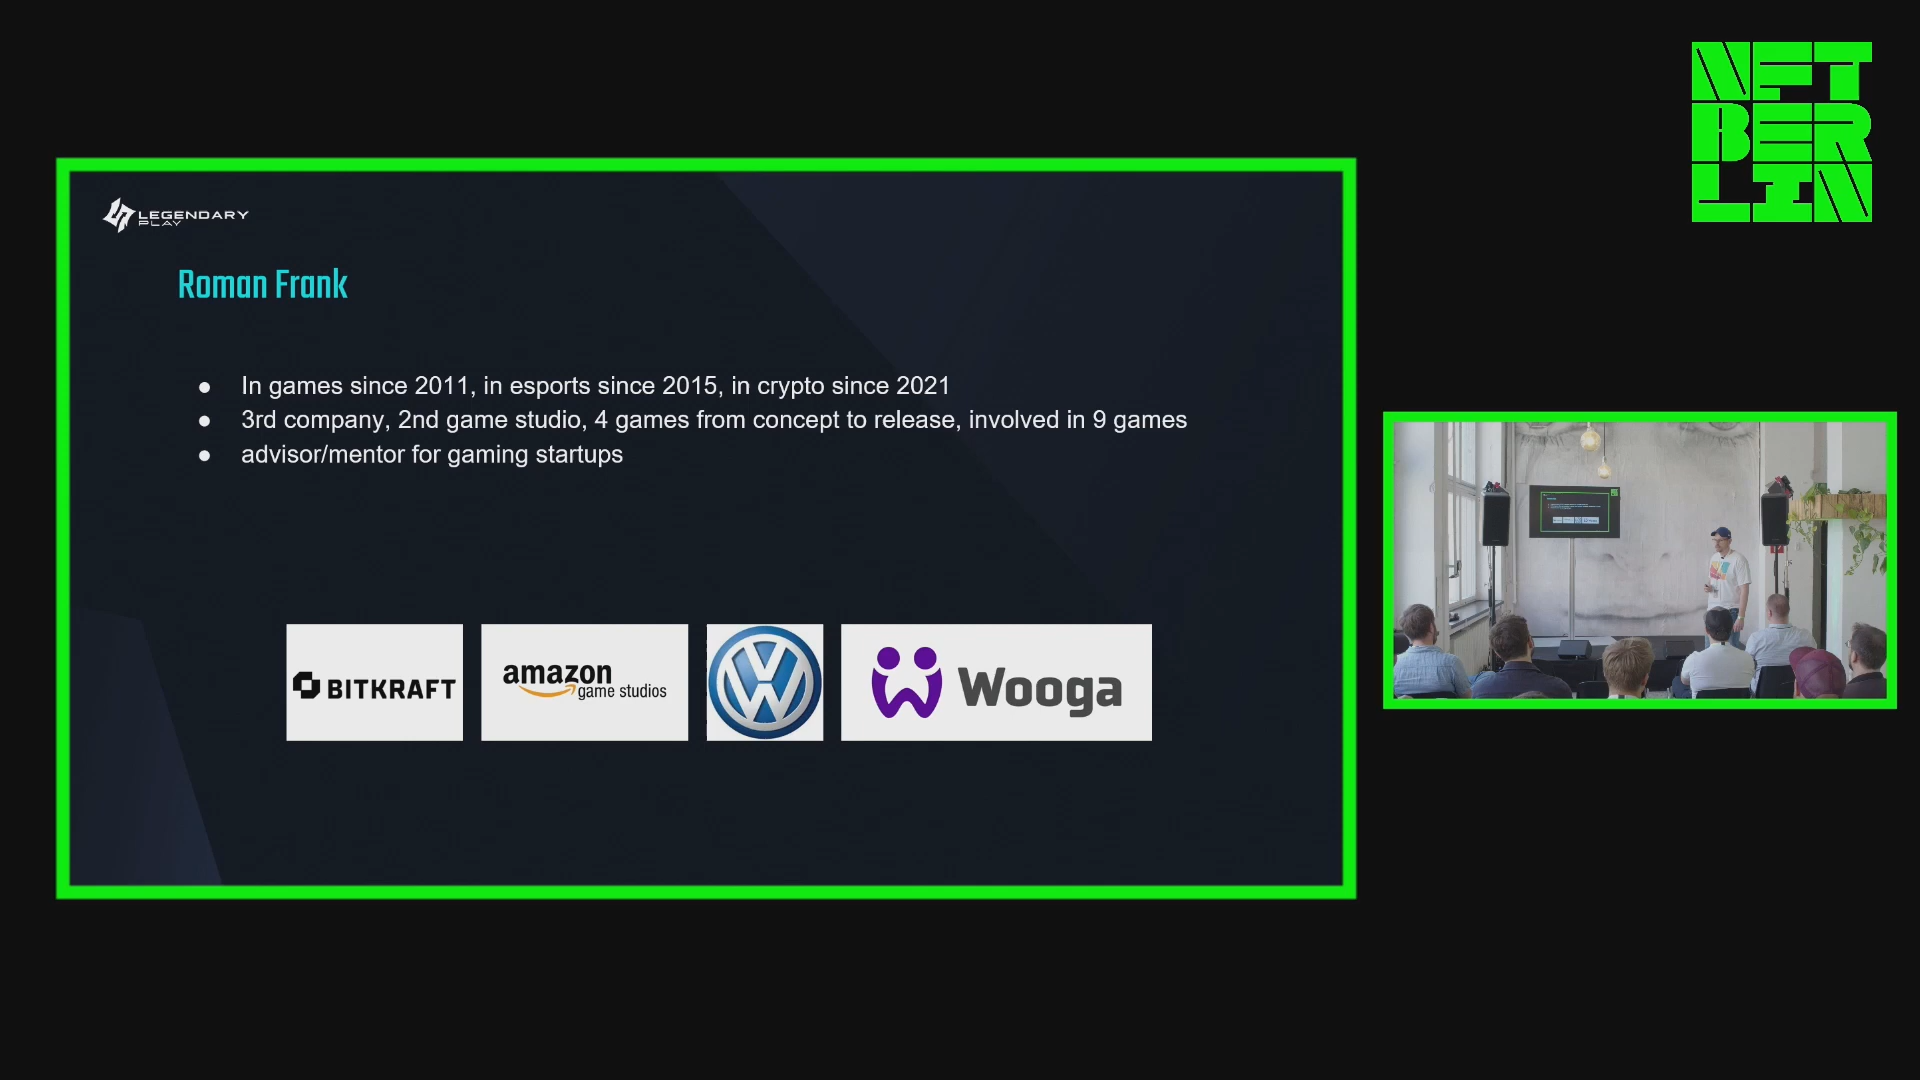 NFT
BER
LIN
LEGENDARY
PLAY
Roman Frank
● In games since 2011, in esports since 2015, in crypto since 2021
● 3rd company, 2nd game studio, 4 games from concept to release, involved in 9 games
● advisor/mentor for gaming startups
BITKRAFT
amazon
game studios
Wooga